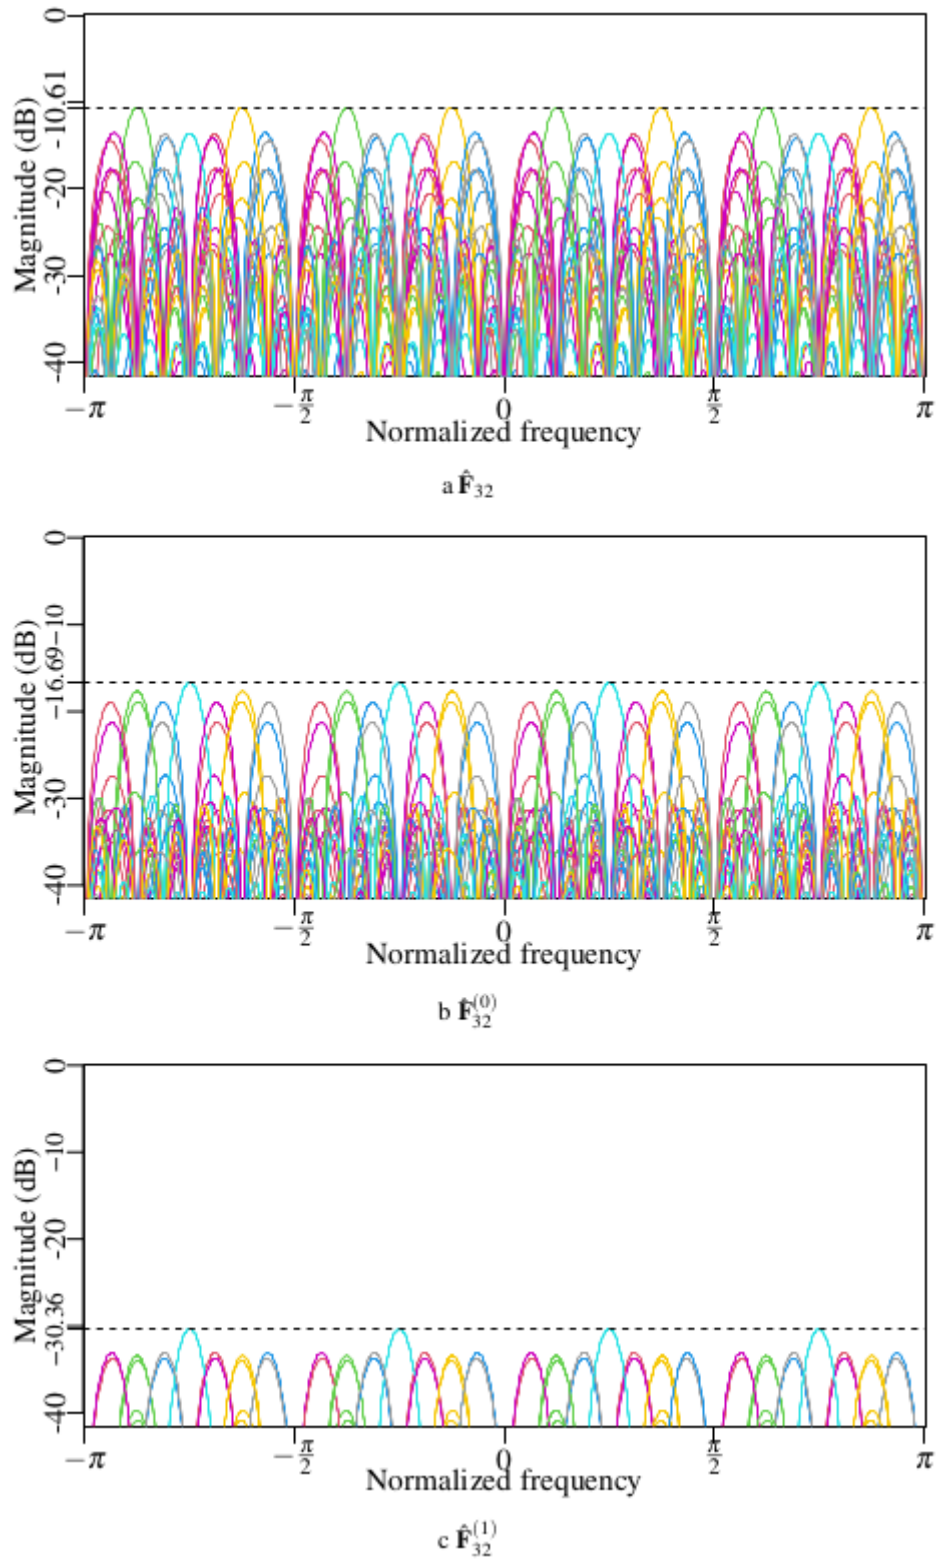 0
-10.61
-20
-30
-40
Magnitude (dB)
−π
−π/2
0
π/2
π
Normalized frequency
a F̂₃₂
0
-10
-16.69
-30
-40
Magnitude (dB)
−π
−π/2
0
π/2
π
Normalized frequency
b F̂₃₂⁽⁰⁾
0
-10
-20
-30.36
-40
Magnitude (dB)
−π
−π/2
0
π/2
π
Normalized frequency
c F̂₃₂⁽¹⁾